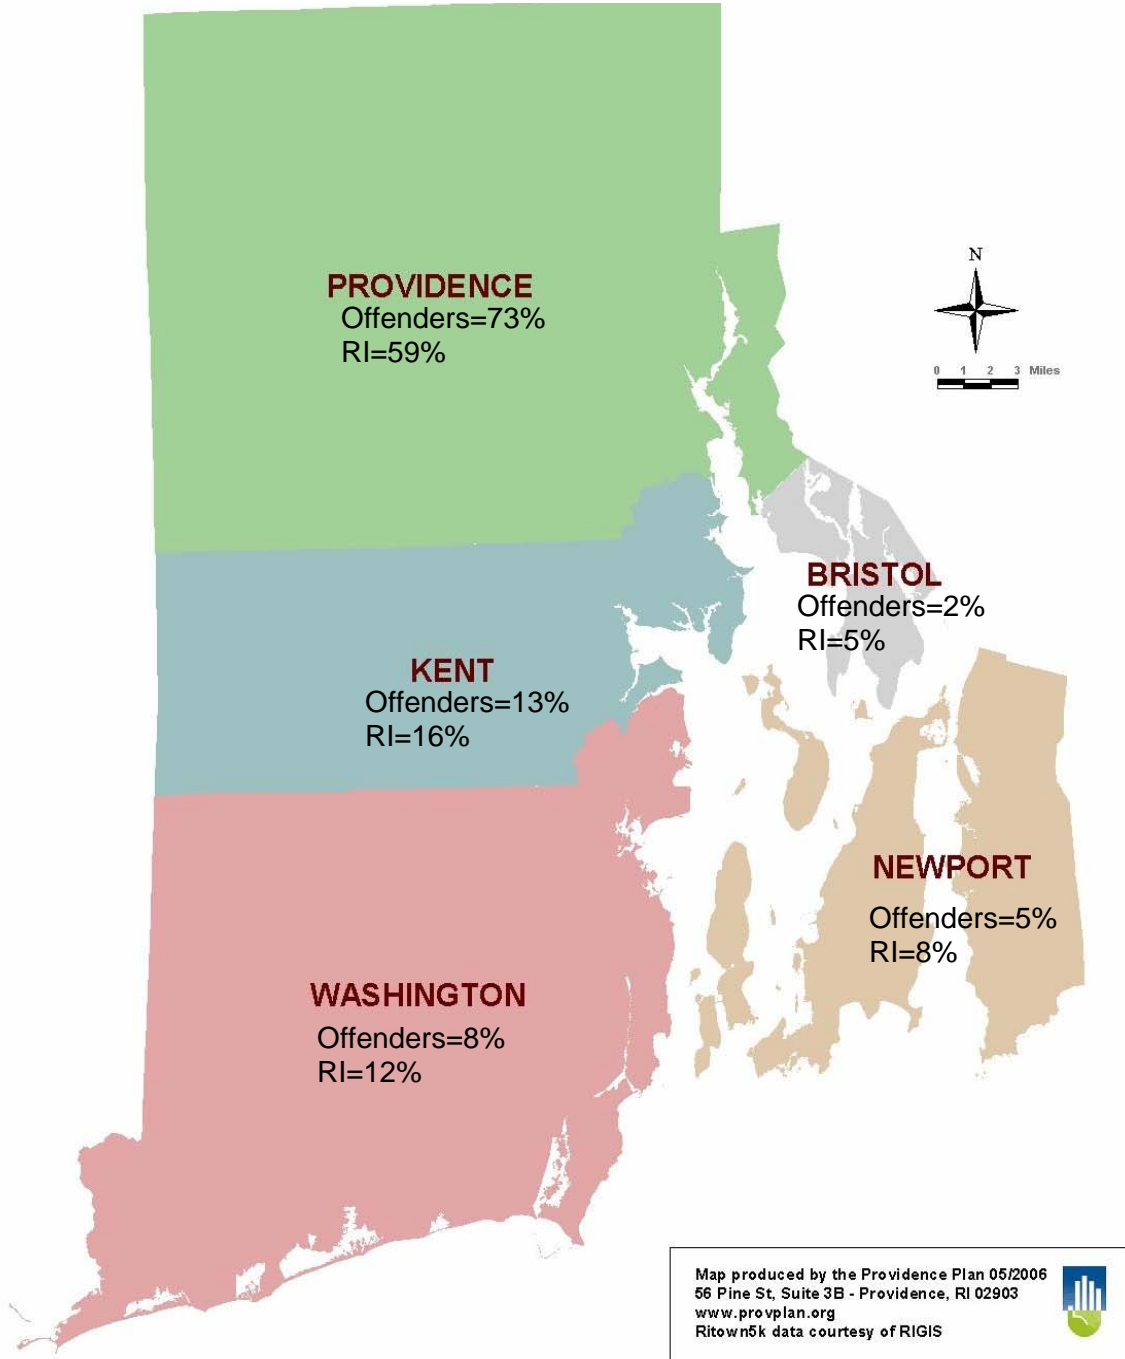 PROVIDENCE
Offenders=73%
RI=59%
N
0 1 2 3 Miles
BRISTOL
Offenders=2%
RI=5%
KENT
Offenders=13%
RI=16%
NEWPORT
Offenders=5%
RI=8%
WASHINGTON
Offenders=8%
RI=12%
Map produced by the Providence Plan 05/2006
56 Pine St, Suite 3B - Providence, RI 02903
www.provplan.org
Ritown5k data courtesy of RIGIS